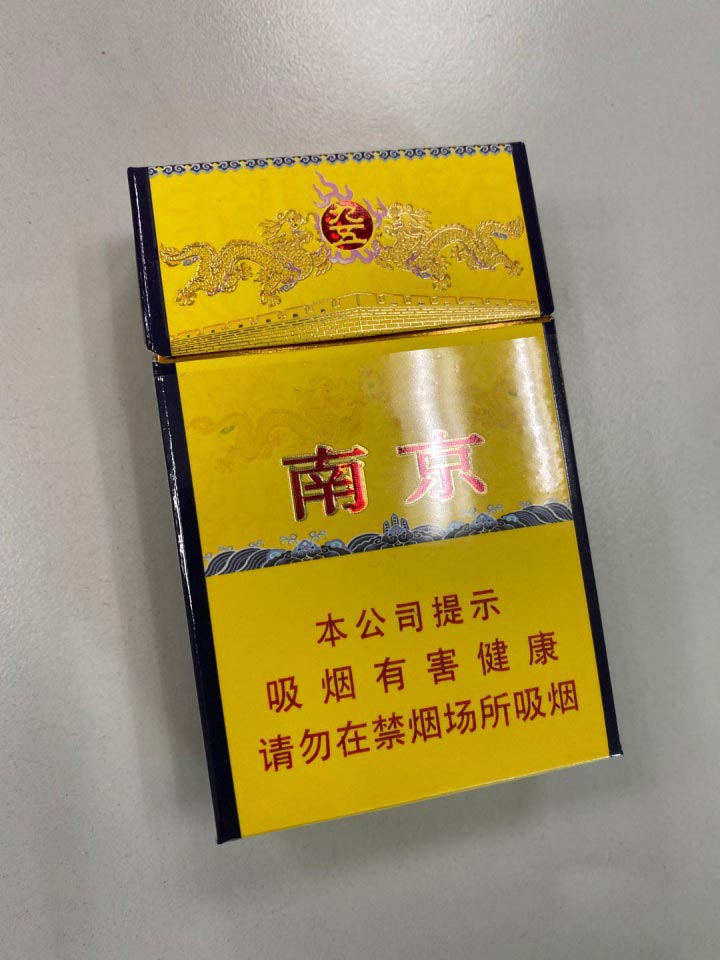 九五
南京
本公司提示
吸烟有害健康
请勿在禁烟场所吸烟